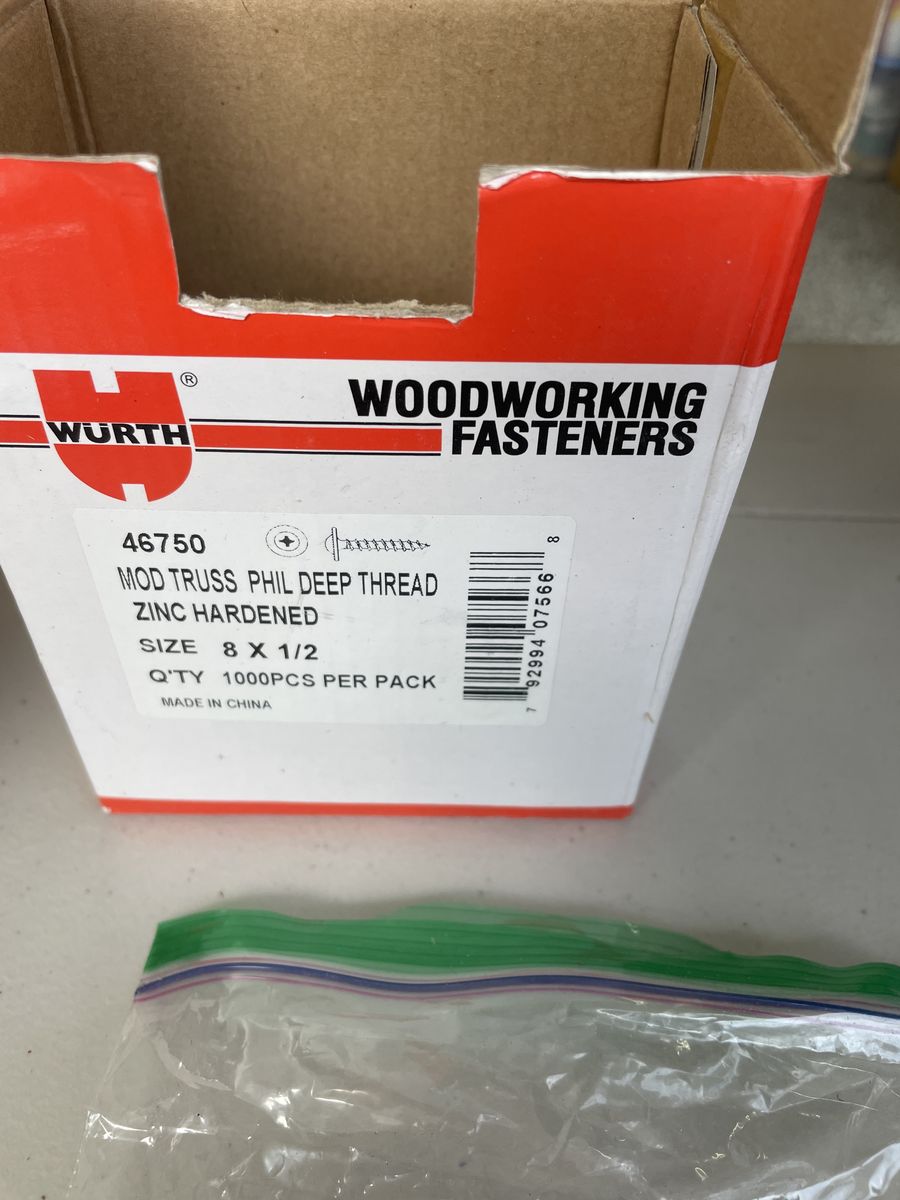 WÜRTH®
WOODWORKING
FASTENERS
46750
MOD TRUSS PHIL DEEP THREAD
ZINC HARDENED
SIZE 8 X 1/2
Q'TY 1000PCS PER PACK
MADE IN CHINA
7 92994 07566 8